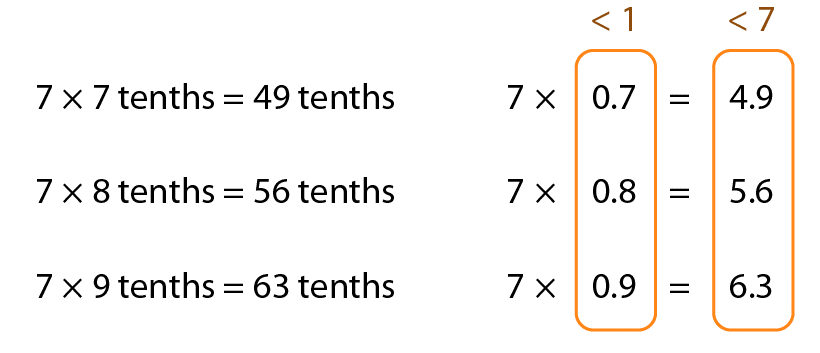 < 1 < 7
7 × 7 tenths = 49 tenths 7 × 0.7 = 4.9
7 × 8 tenths = 56 tenths 7 × 0.8 = 5.6
7 × 9 tenths = 63 tenths 7 × 0.9 = 6.3